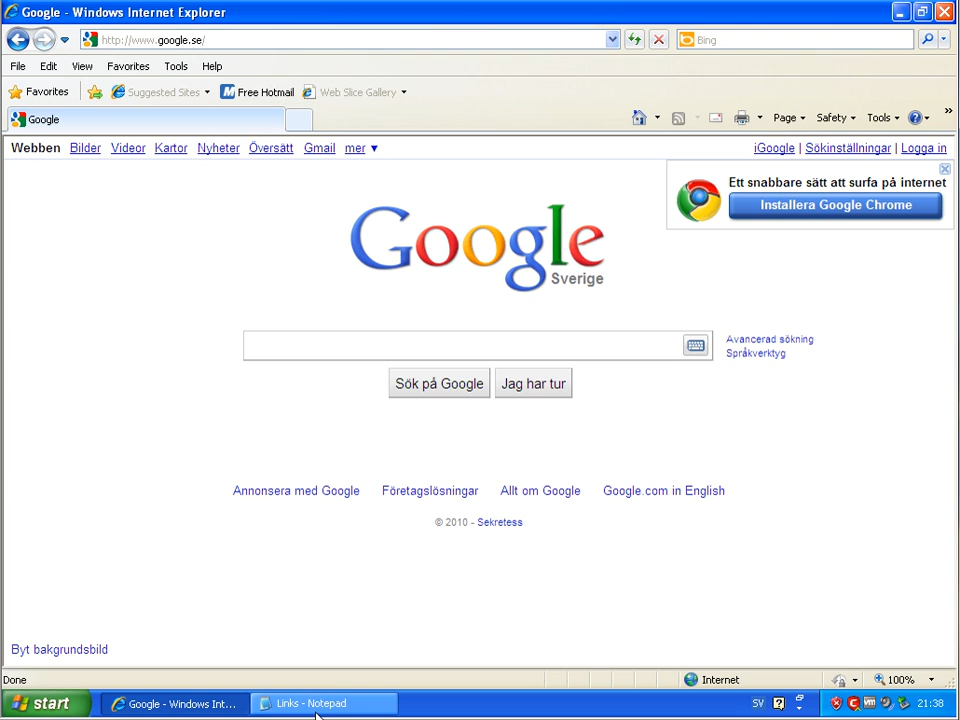 Google - Windows Internet Explorer
http://www.google.se/
Bing
File Edit View Favorites Tools Help
Favorites Suggested Sites Free Hotmail Web Slice Gallery
Google
Page Safety Tools
Webben Bilder Videor Kartor Nyheter Översätt Gmail mer ▼
iGoogle | Sökinställningar | Logga in
Ett snabbare sätt att surfa på internet
Installera Google Chrome
Google
Sverige
Avancerad sökning
Språkverktyg
Sök på Google Jag har tur
Annonsera med Google Företagslösningar Allt om Google Google.com in English
© 2010 - Sekretess
Byt bakgrundsbild
Done Internet 100%
start Google - Windows Int... Links - Notepad SV 21:38